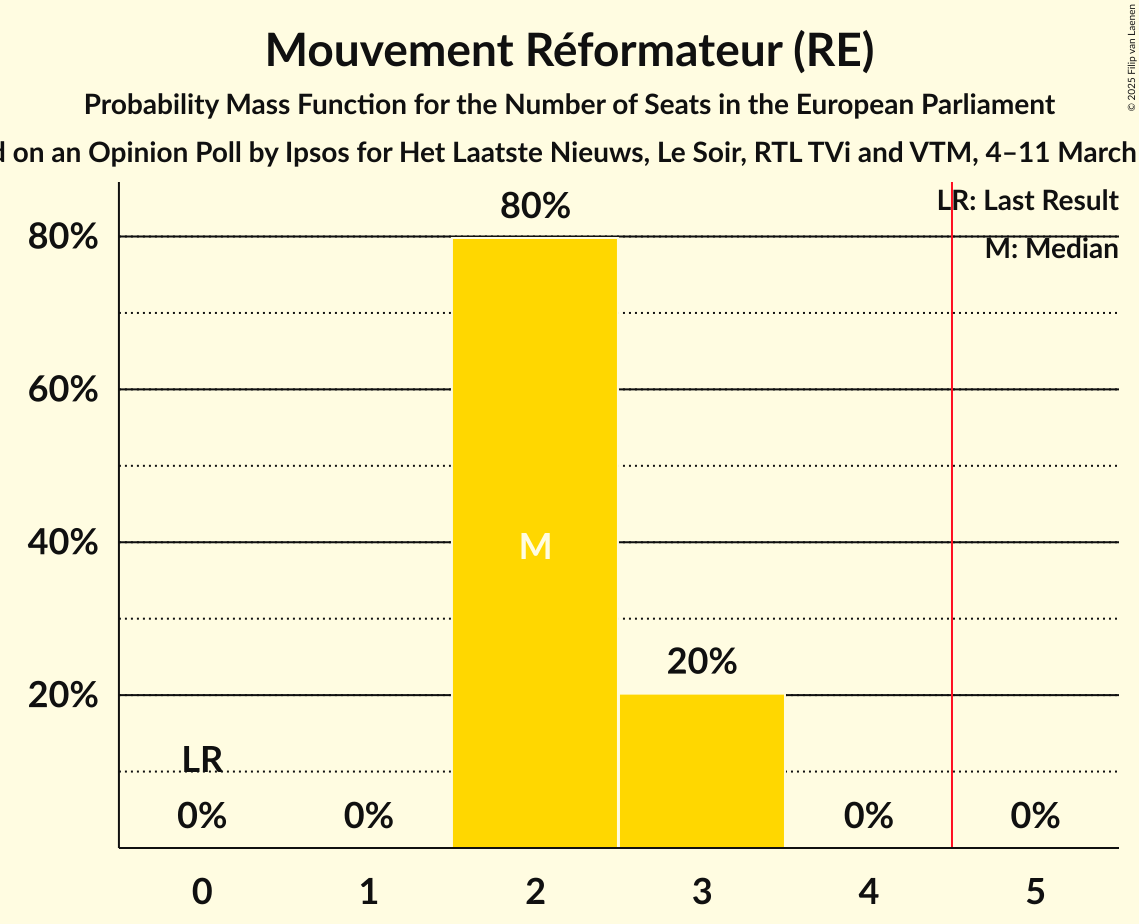 Mouvement Réformateur (RE)
Probability Mass Function for the Number of Seats in the European Parliament
on an Opinion Poll by Ipsos for Het Laatste Nieuws, Le Soir, RTL TVi and VTM, 4–11 March
© 2025 Filip van Laenen
LR: Last Result
M: Median
80%
60%
40%
20%
80%
M
20%
LR
0%
0%
0%
0%
0
1
2
3
4
5